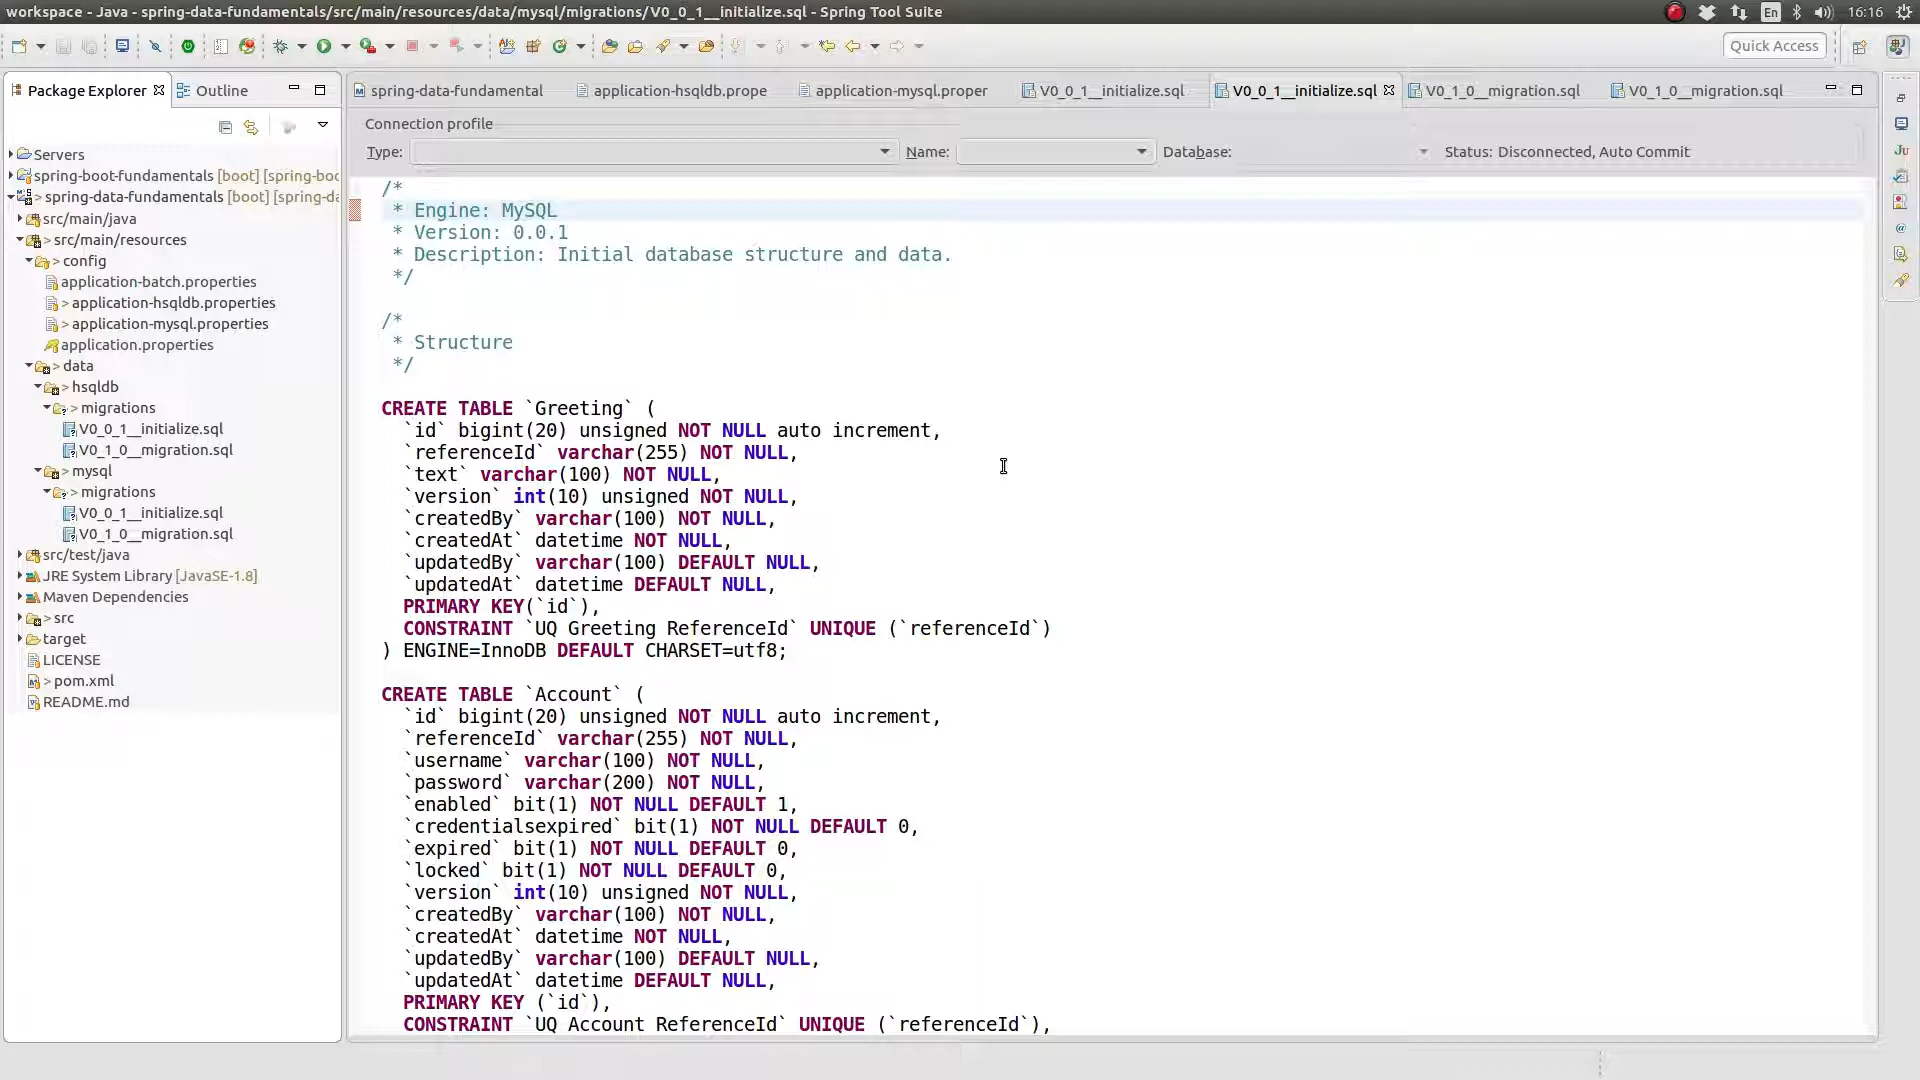 workspace - Java - spring-data-fundamentals/src/main/resources/data/mysql/migrations/V0_0_1__initialize.sql - Spring Tool Suite
En
16:16
Quick Access
Package Explorer
Outline
spring-data-fundamental
application-hsqldb.prope
application-mysql.proper
V0_0_1__initialize.sql
V0_0_1__initialize.sql
V0_1_0__migration.sql
V0_1_0__migration.sql
Connection profile
Type:
Name:
Database:
Status: Disconnected, Auto Commit
Servers
spring-boot-fundamentals [boot] [spring-boo
> spring-data-fundamentals [boot] [spring-da
src/main/java
> src/main/resources
> config
application-batch.properties
> application-hsqldb.properties
> application-mysql.properties
application.properties
> data
> hsqldb
> migrations
V0_0_1__initialize.sql
V0_1_0__migration.sql
> mysql
> migrations
V0_0_1__initialize.sql
V0_1_0__migration.sql
src/test/java
JRE System Library [JavaSE-1.8]
Maven Dependencies
> src
target
LICENSE
> pom.xml
README.md
/*
* Engine: MySQL
* Version: 0.0.1
* Description: Initial database structure and data.
*/
/*
* Structure
*/
CREATE TABLE `Greeting` (
`id` bigint(20) unsigned NOT NULL auto increment,
`referenceId` varchar(255) NOT NULL,
`text` varchar(100) NOT NULL,
`version` int(10) unsigned NOT NULL,
`createdBy` varchar(100) NOT NULL,
`createdAt` datetime NOT NULL,
`updatedBy` varchar(100) DEFAULT NULL,
`updatedAt` datetime DEFAULT NULL,
PRIMARY KEY(`id`),
CONSTRAINT `UQ Greeting ReferenceId` UNIQUE (`referenceId`)
) ENGINE=InnoDB DEFAULT CHARSET=utf8;
CREATE TABLE `Account` (
`id` bigint(20) unsigned NOT NULL auto increment,
`referenceId` varchar(255) NOT NULL,
`username` varchar(100) NOT NULL,
`password` varchar(200) NOT NULL,
`enabled` bit(1) NOT NULL DEFAULT 1,
`credentialsexpired` bit(1) NOT NULL DEFAULT 0,
`expired` bit(1) NOT NULL DEFAULT 0,
`locked` bit(1) NOT NULL DEFAULT 0,
`version` int(10) unsigned NOT NULL,
`createdBy` varchar(100) NOT NULL,
`createdAt` datetime NOT NULL,
`updatedBy` varchar(100) DEFAULT NULL,
`updatedAt` datetime DEFAULT NULL,
PRIMARY KEY (`id`),
CONSTRAINT `UQ Account ReferenceId` UNIQUE (`referenceId`),